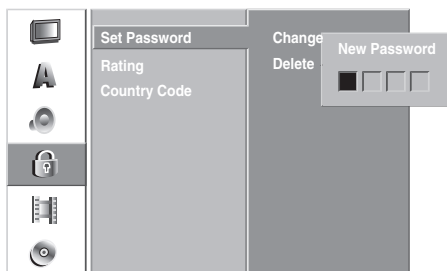 Set Password
Rating
Country Code
Change
Delete
New Password